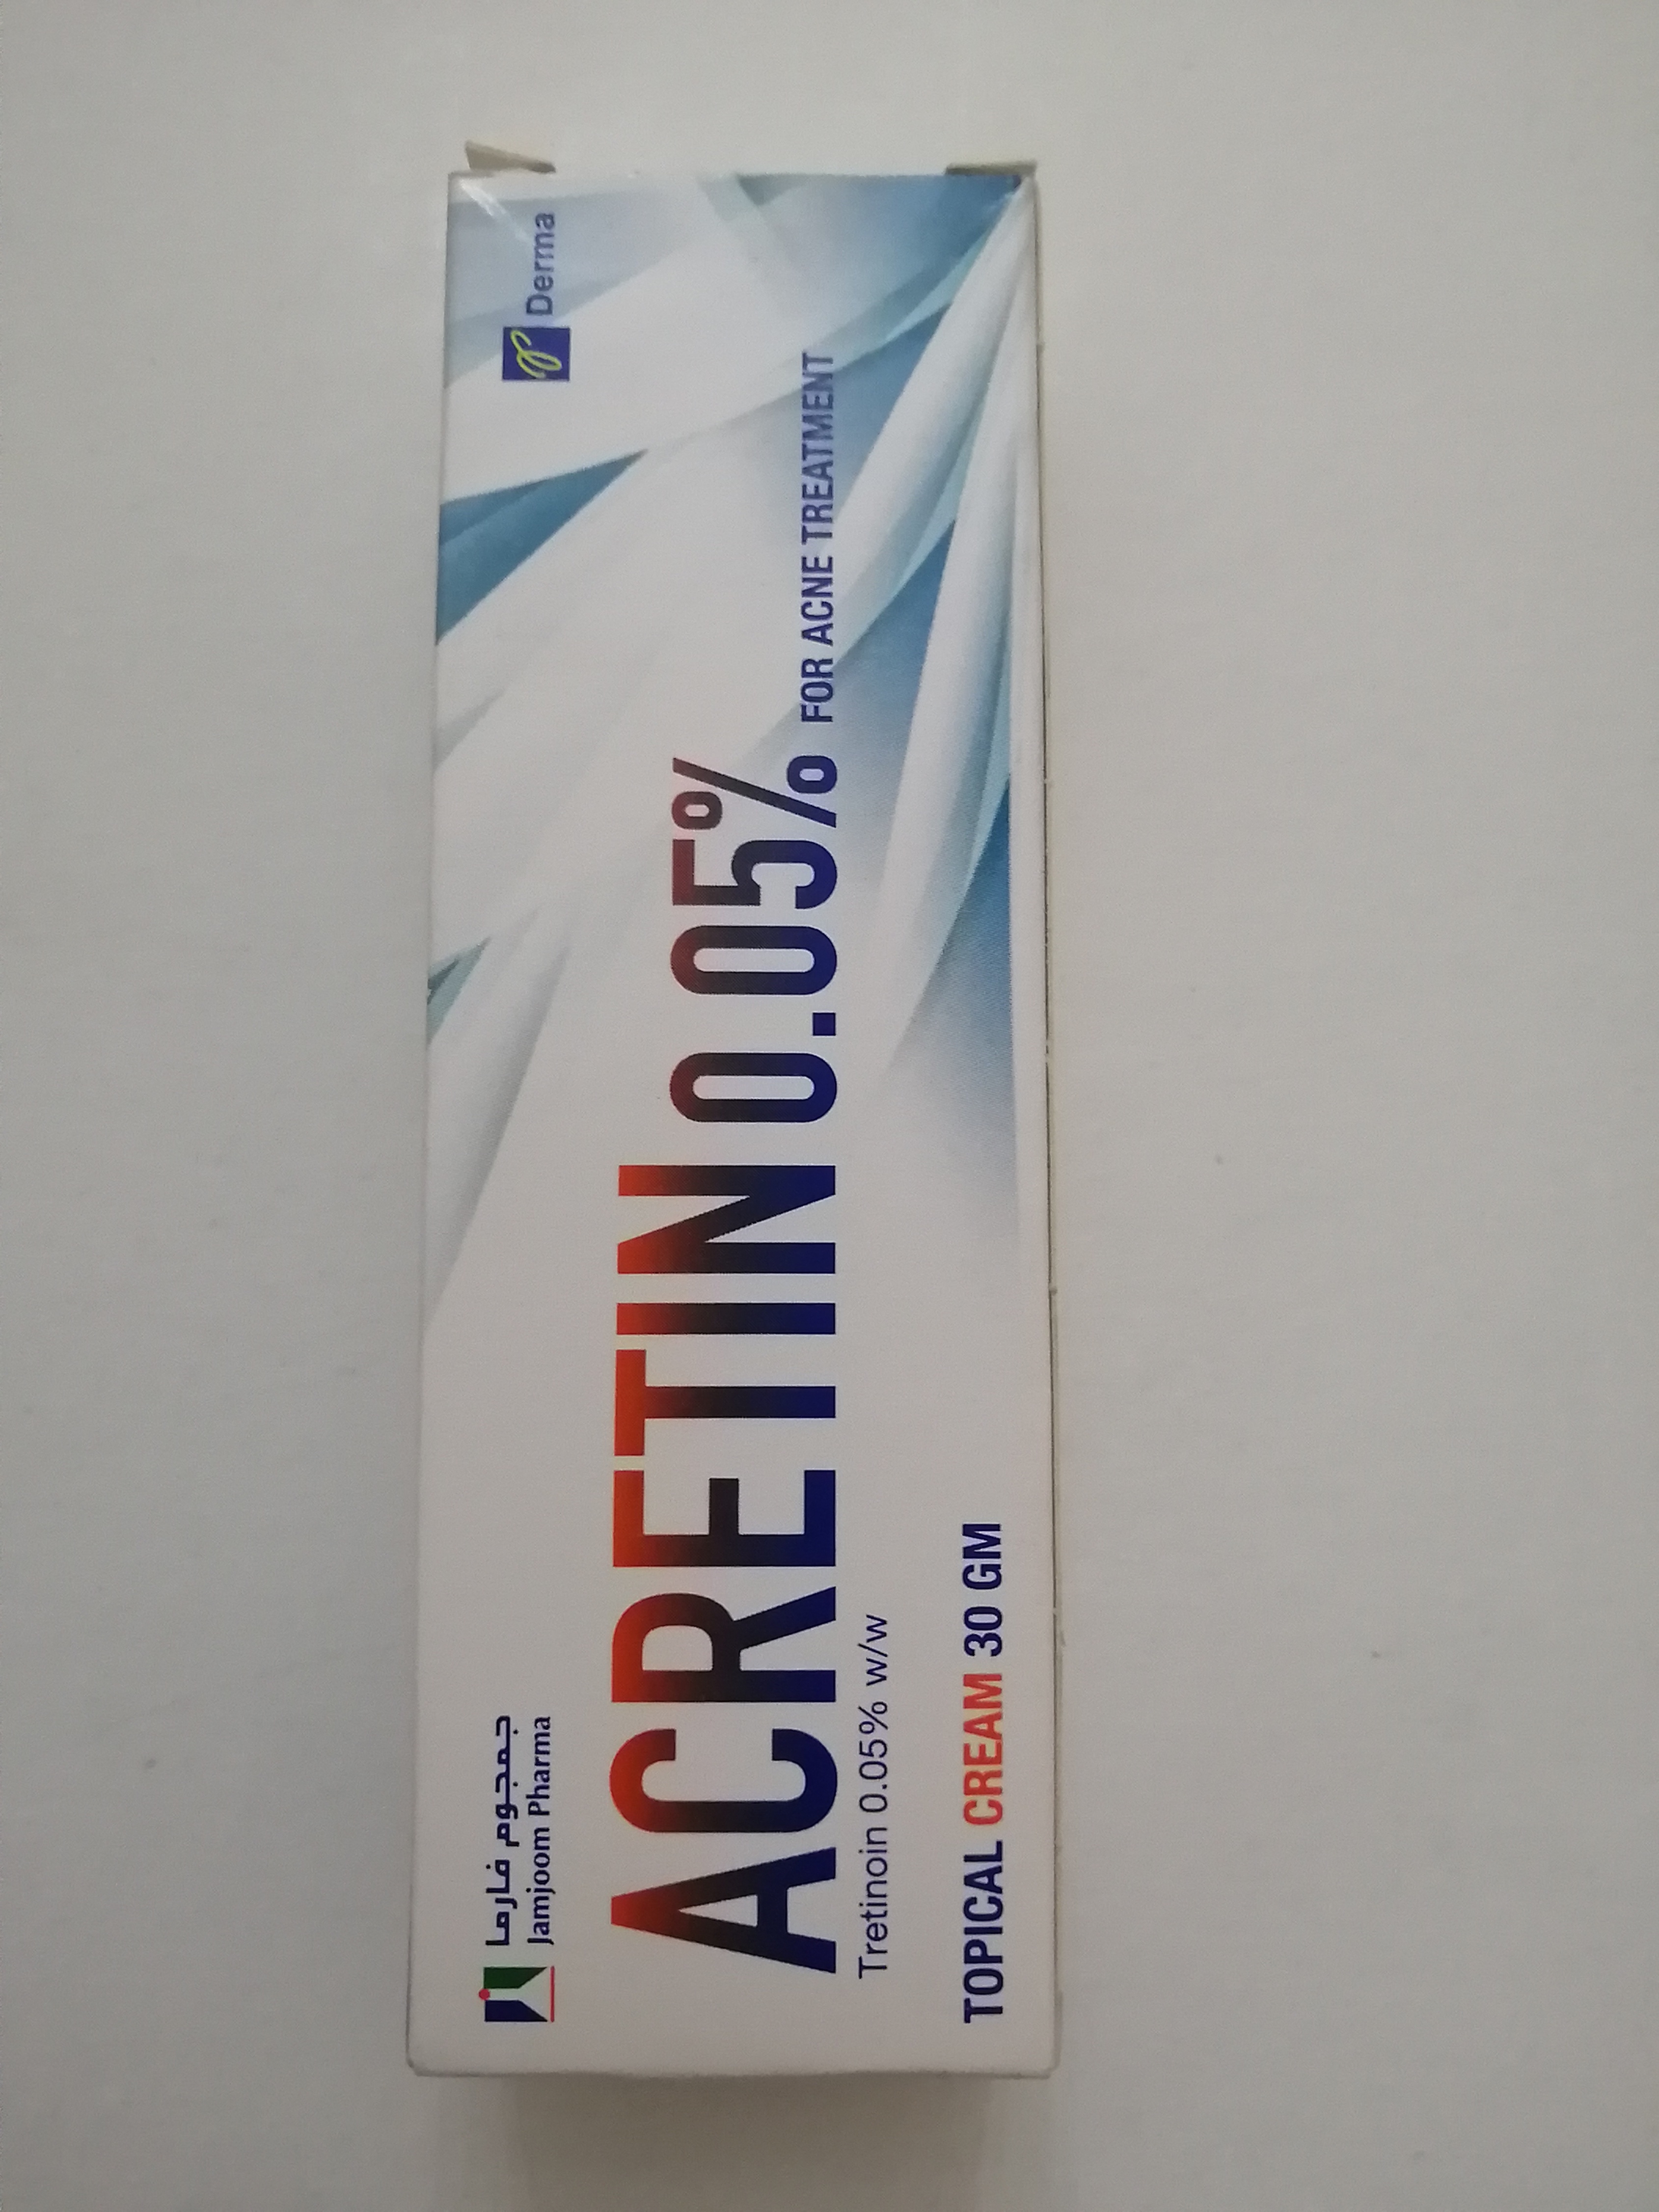 جمجوم فارما
Jamjoom Pharma
Derma
ACRETIN 0.05% FOR ACNE TREATMENT
Tretinoin 0.05% w/w
TOPICAL CREAM 30 GM